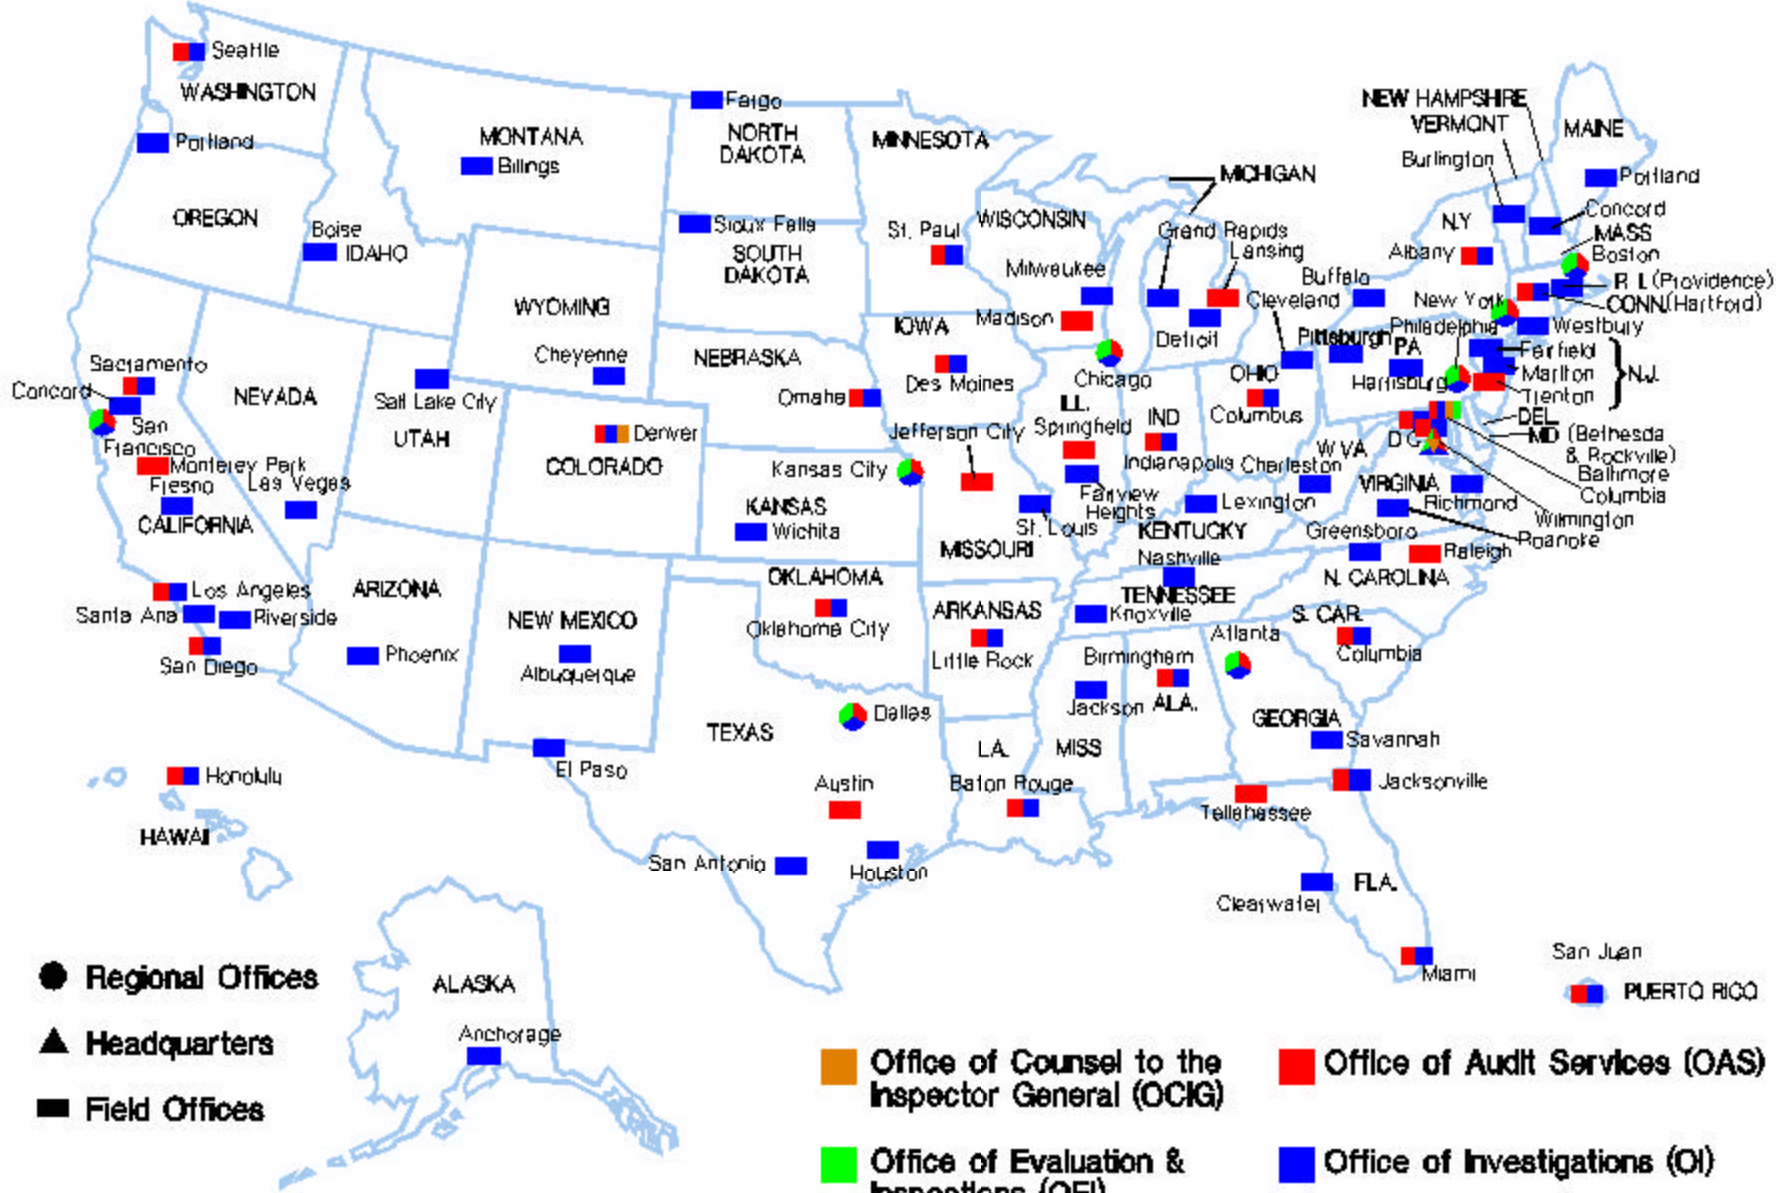 Seattle
WASHINGTON
Portland
OREGON
Boise
IDAHO
MONTANA
Billings
Fargo
NORTH
DAKOTA
Sioux Falls
SOUTH
DAKOTA
MINNESOTA
St. Paul
WISCONSIN
Milwaukee
Madison
MICHIGAN
Grand Rapids
Lansing
Detroit
NEW HAMPSHIRE
VERMONT
Burlington
MAINE
Portland
Concord
MASS
Boston
R I. (Providence)
CONN.(Hartford)
N.Y
Albany
Buffalo
New York
Westbury
Cleveland
Pittsburgh
Philadelphia
PA
Harrisburg
Fairfield
Marlton
Trenton
N.J.
DEL
MD (Bethesda
& Rockville)
Baltimore
Columbia
Wilmington
Roanoke
D C
W VA
VIRGINIA
Richmond
Charleston
OHIO
Columbus
IND
Indianapolis
Chicago
ILL.
Springfield
Fairview
Heights
IOWA
Des Moines
WYOMING
Cheyenne
NEBRASKA
Omaha
Sacramento
Concord
San
Francisco
Monterey Park
Fresno
CALIFORNIA
NEVADA
Las Vegas
Salt Lake City
UTAH
Denver
COLORADO
Jefferson City
Kansas City
KANSAS
Wichita
St. Louis
MISSOURI
Lexington
KENTUCKY
Nashville
TENNESSEE
Knoxville
Greensboro
Raleigh
N. CAROLINA
S. CAR.
Columbia
Los Angeles
Santa Ana
Riverside
San Diego
ARIZONA
Phoenix
NEW MEXICO
Albuquerque
OKLAHOMA
Oklahoma City
ARKANSAS
Little Rock
Atlanta
Birmingham
ALA.
Jackson
MISS
GEORGIA
Savannah
Jacksonville
Tallahassee
Clearwater
FLA.
Miami
TEXAS
Dallas
El Paso
Austin
San Antonio
Houston
LA.
Baton Rouge
Honolulu
HAWAII
ALASKA
Anchorage
San Juan
PUERTO RICO
Regional Offices
Headquarters
Field Offices
Office of Counsel to the
Inspector General (OCIG)
Office of Audit Services (OAS)
Office of Evaluation &
Inspections (OEI)
Office of Investigations (OI)